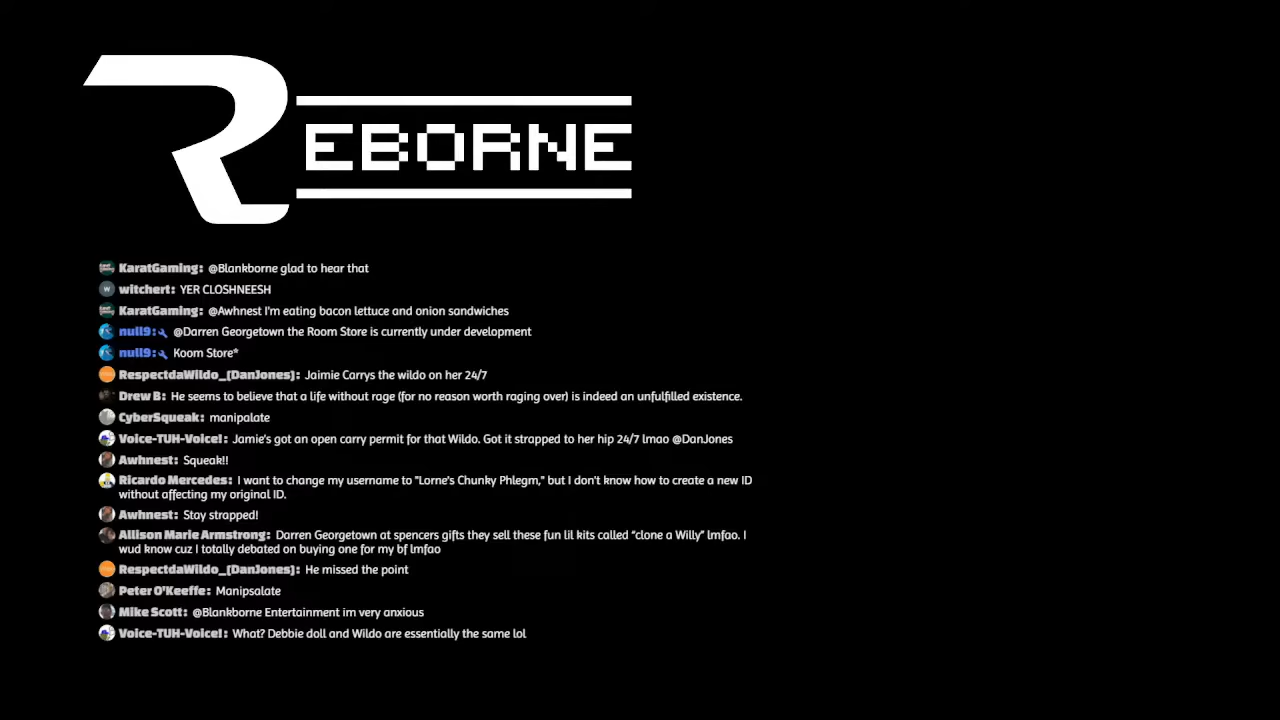 REBORNE
KaratGaming: @Blankborne glad to hear that
witchert: YER CLOSHNEESH
KaratGaming: @Awhnest I'm eating bacon lettuce and onion sandwiches
null9: @Darren Georgetown the Room Store is currently under development
null9: Koom Store*
RespectdaWildo_(DanJones): Jaimie Carrys the wildo on her 24/7
Drew B: He seems to believe that a life without rage (for no reason worth raging over) is indeed an unfulfilled existence.
CyberSqueak: manipalate
Voice-TUH-Voice!: Jamie's got an open carry permit for that Wildo. Got it strapped to her hip 24/7 lmao @DanJones
Awhnest: Squeak!!
Ricardo Mercedes: I want to change my username to "Lorne's Chunky Phlegm," but I don't know how to create a new ID
without affecting my original ID.
Awhnest: Stay strapped!
Allison Marie Armstrong: Darren Georgetown at spencers gifts they sell these fun lil kits called “clone a Willy” lmfao. I
wud know cuz I totally debated on buying one for my bf lmfao
RespectdaWildo_(DanJones): He missed the point
Peter O'Keeffe: Manipsalate
Mike Scott: @Blankborne Entertainment im very anxious
Voice-TUH-Voice!: What? Debbie doll and Wildo are essentially the same lol